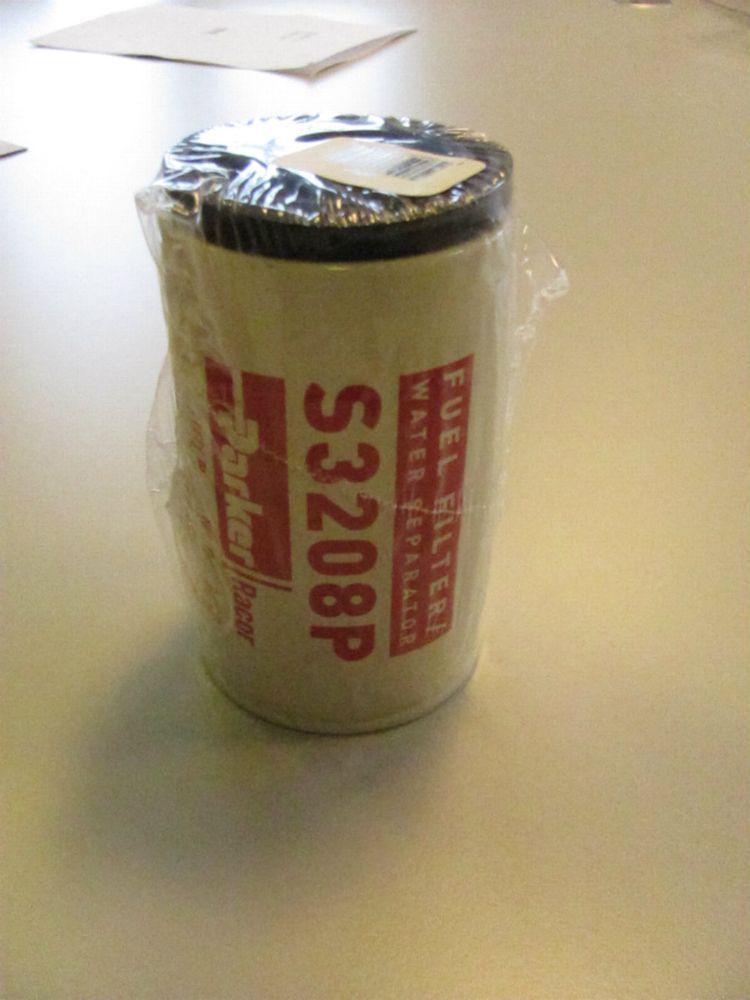 FUEL FILTER/
WATER SEPARATOR
S3208P
Parker Racor